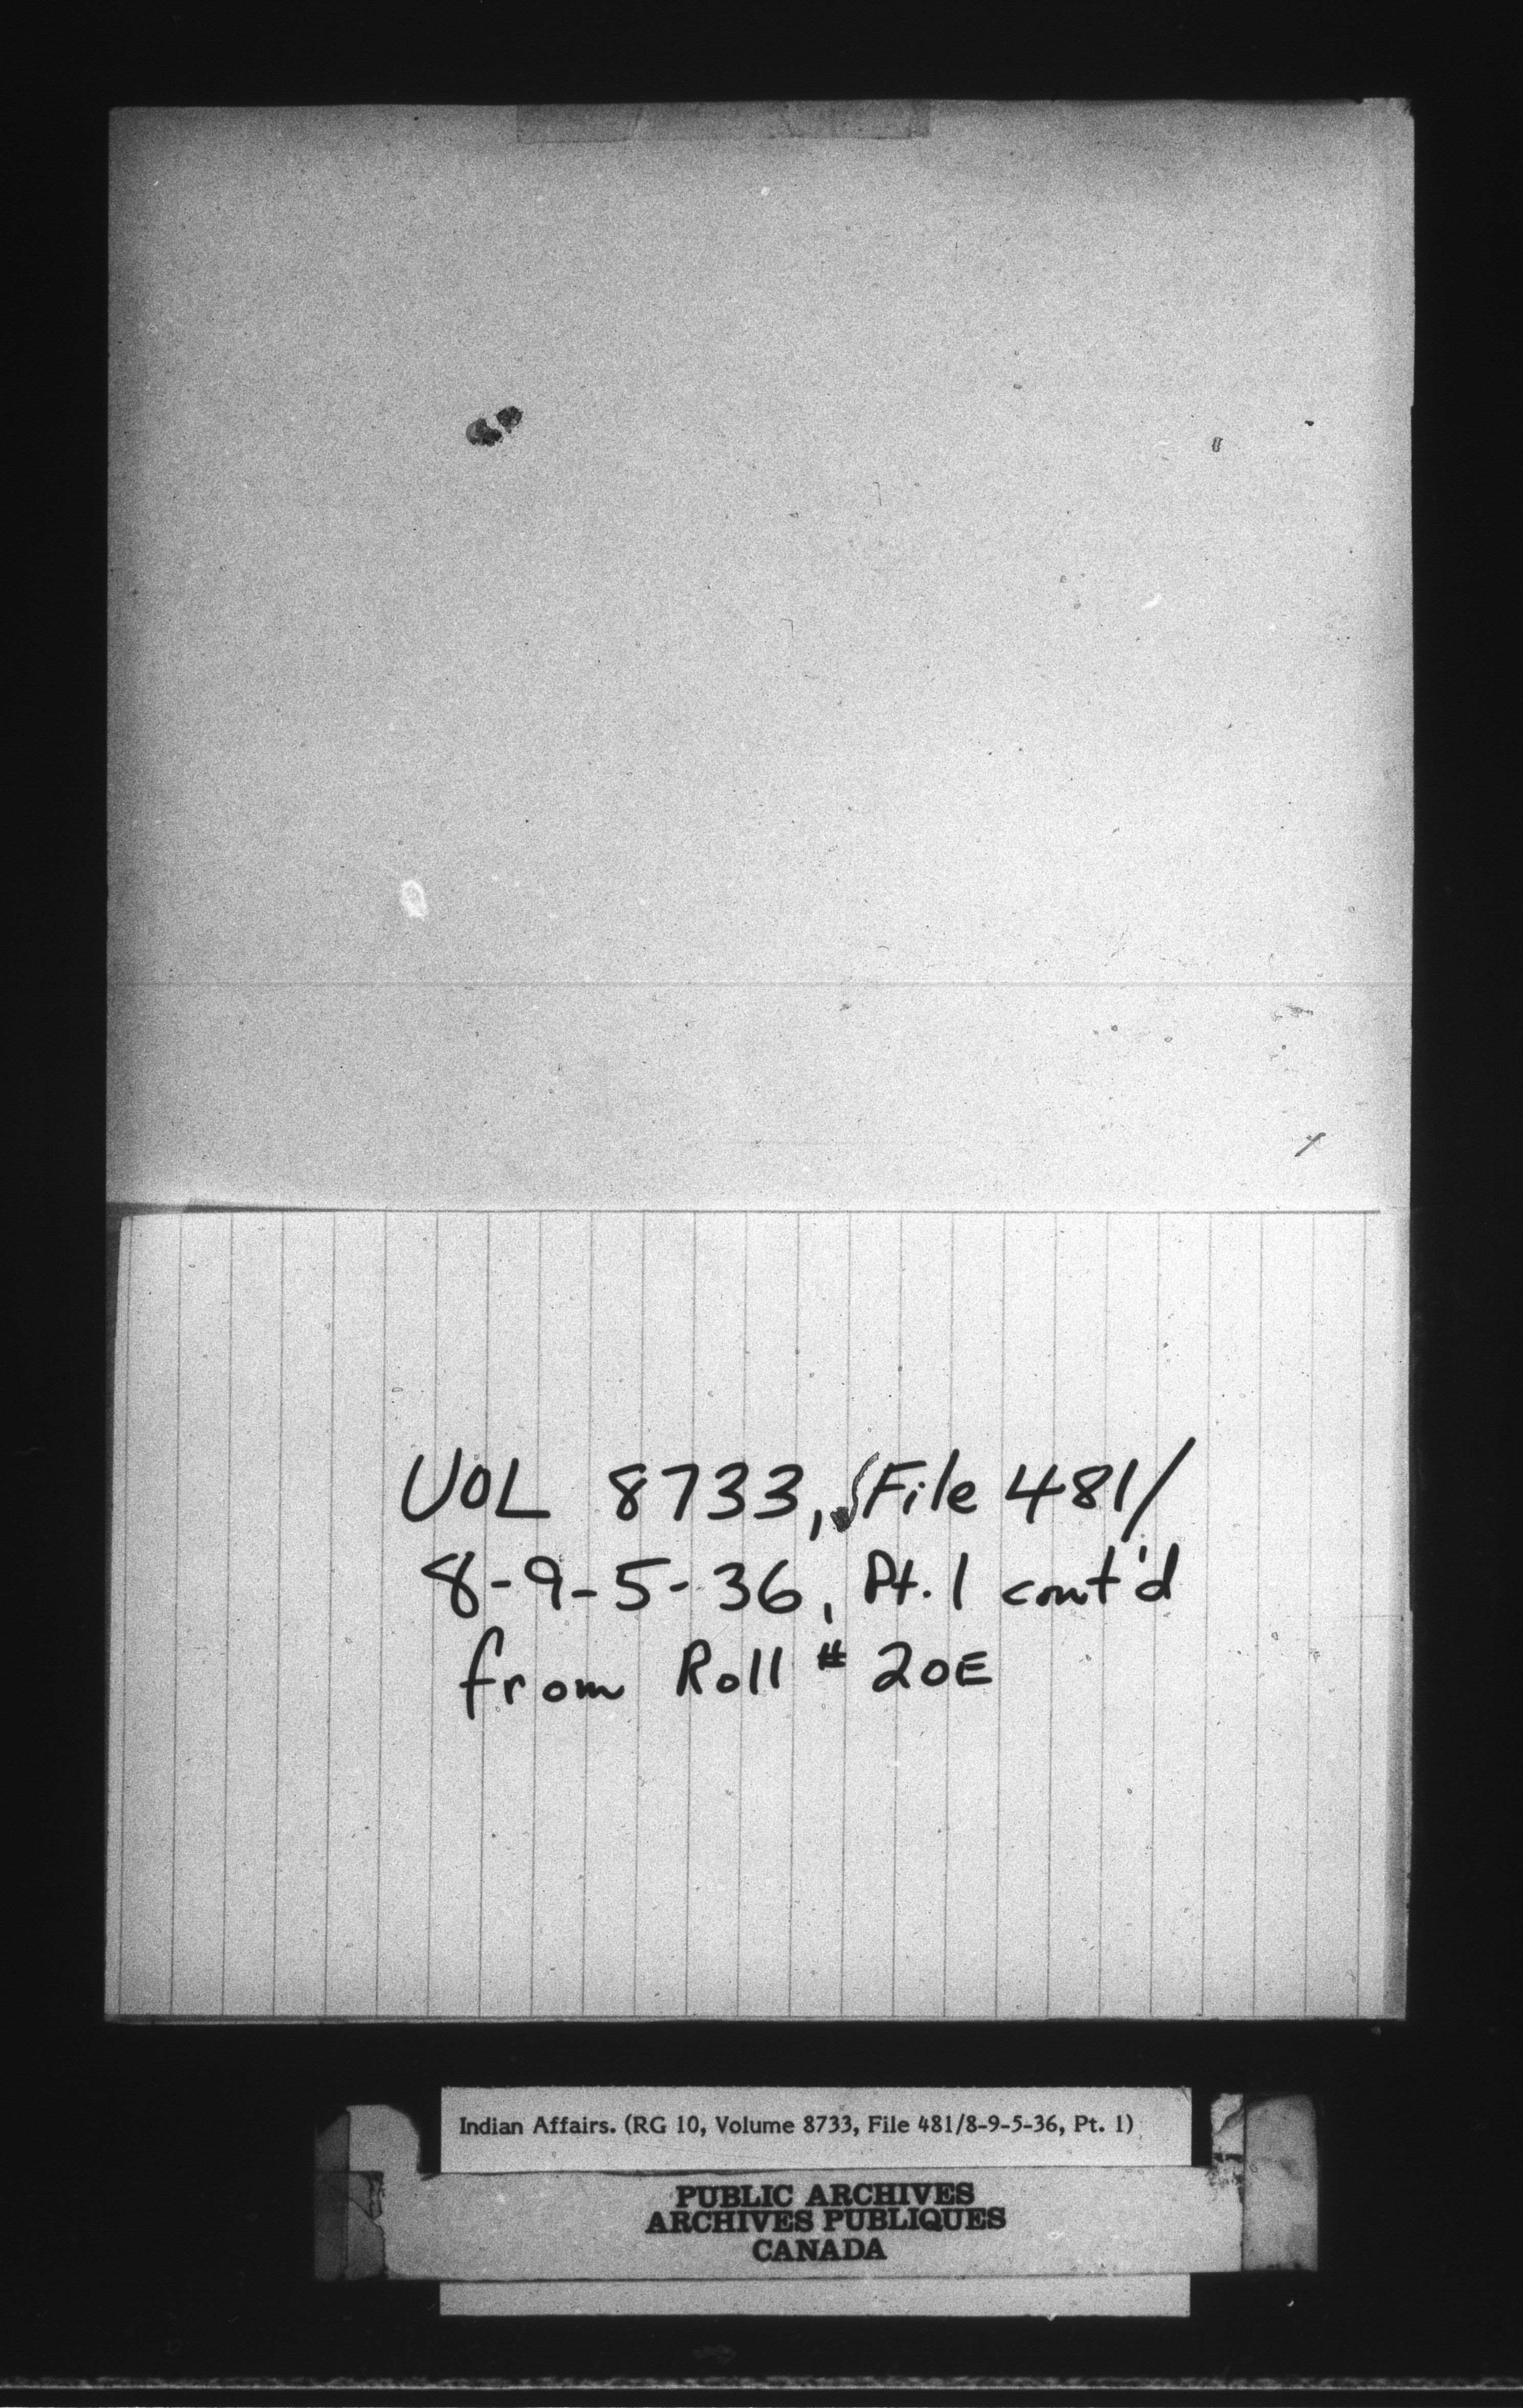 VOL 8733, File 481/
8-9-5-36, Pt. 1 cont'd
from Roll # 20E
Indian Affairs. (RG 10, Volume 8733, File 481/8-9-5-36, Pt. 1)
PUBLIC ARCHIVES
ARCHIVES PUBLIQUES
CANADA